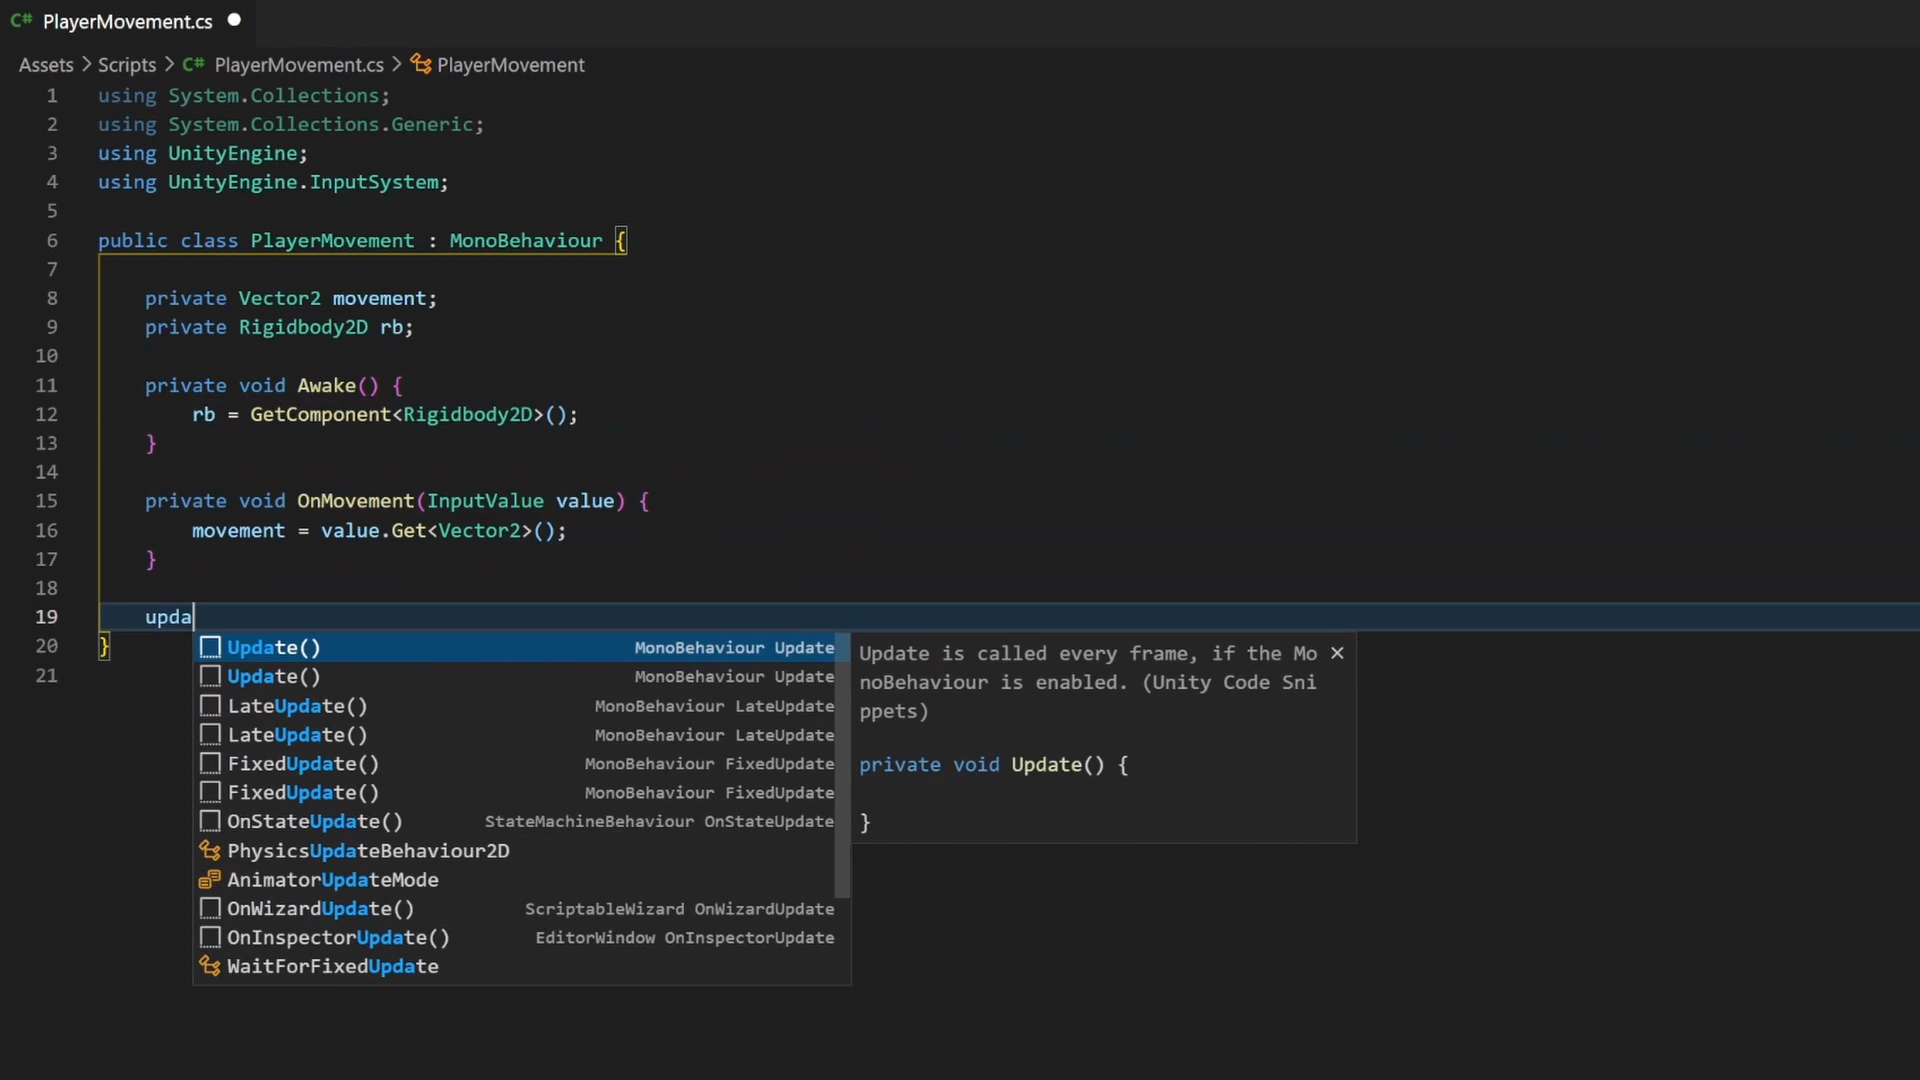 C# PlayerMovement.cs
Assets > Scripts > C# PlayerMovement.cs > PlayerMovement
1 using System.Collections;
2 using System.Collections.Generic;
3 using UnityEngine;
4 using UnityEngine.InputSystem;
5
6 public class PlayerMovement : MonoBehaviour {
7
8 private Vector2 movement;
9 private Rigidbody2D rb;
10
11 private void Awake() {
12 rb = GetComponent<Rigidbody2D>();
13 }
14
15 private void OnMovement(InputValue value) {
16 movement = value.Get<Vector2>();
17 }
18
19 upda
20 }
21
Update() MonoBehaviour Update
Update() MonoBehaviour Update
LateUpdate() MonoBehaviour LateUpdate
LateUpdate() MonoBehaviour LateUpdate
FixedUpdate() MonoBehaviour FixedUpdate
FixedUpdate() MonoBehaviour FixedUpdate
OnStateUpdate() StateMachineBehaviour OnStateUpdate
PhysicsUpdateBehaviour2D
AnimatorUpdateMode
OnWizardUpdate() ScriptableWizard OnWizardUpdate
OnInspectorUpdate() EditorWindow OnInspectorUpdate
WaitForFixedUpdate
Update is called every frame, if the Mo
noBehaviour is enabled. (Unity Code Sni
ppets)
private void Update() {
}